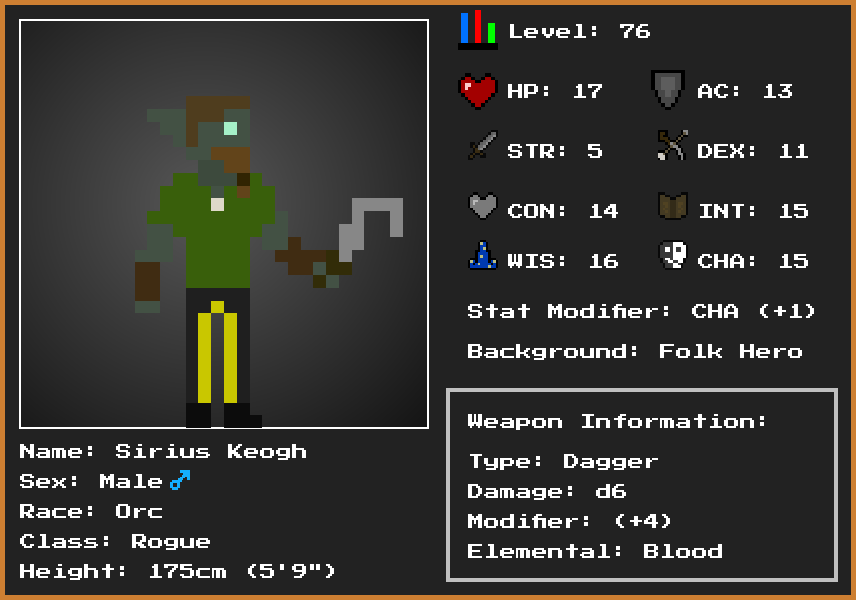 Level: 76
HP: 17 AC: 13
STR: 5 DEX: 11
CON: 14 INT: 15
WIS: 16 CHA: 15
Stat Modifier: CHA (+1)
Background: Folk Hero
Weapon Information:
Type: Dagger
Damage: d6
Modifier: (+4)
Elemental: Blood
Name: Sirius Keogh
Sex: Male ♂
Race: Orc
Class: Rogue
Height: 175cm (5'9")